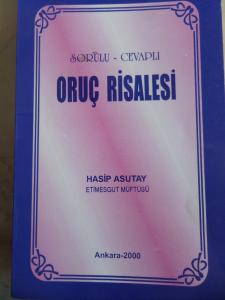 SORULU - CEVAPLI
ORUÇ RİSALESİ
HASİP ASUTAY
ETİMESGUT MÜFTÜSÜ
Ankara-2000